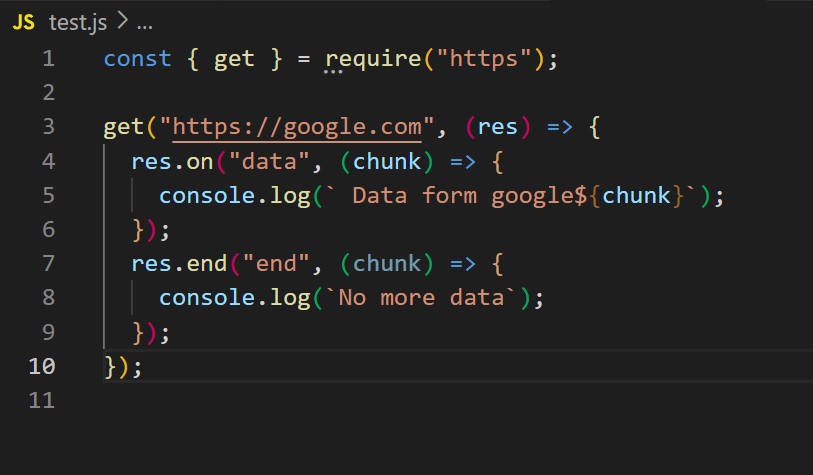 JS test.js > ...
1 const { get } = require("https");
2
3 get("https://google.com", (res) => {
4   res.on("data", (chunk) => {
5     console.log(` Data form google${chunk}`);
6   });
7   res.end("end", (chunk) => {
8     console.log(`No more data`);
9   });
10 });
11